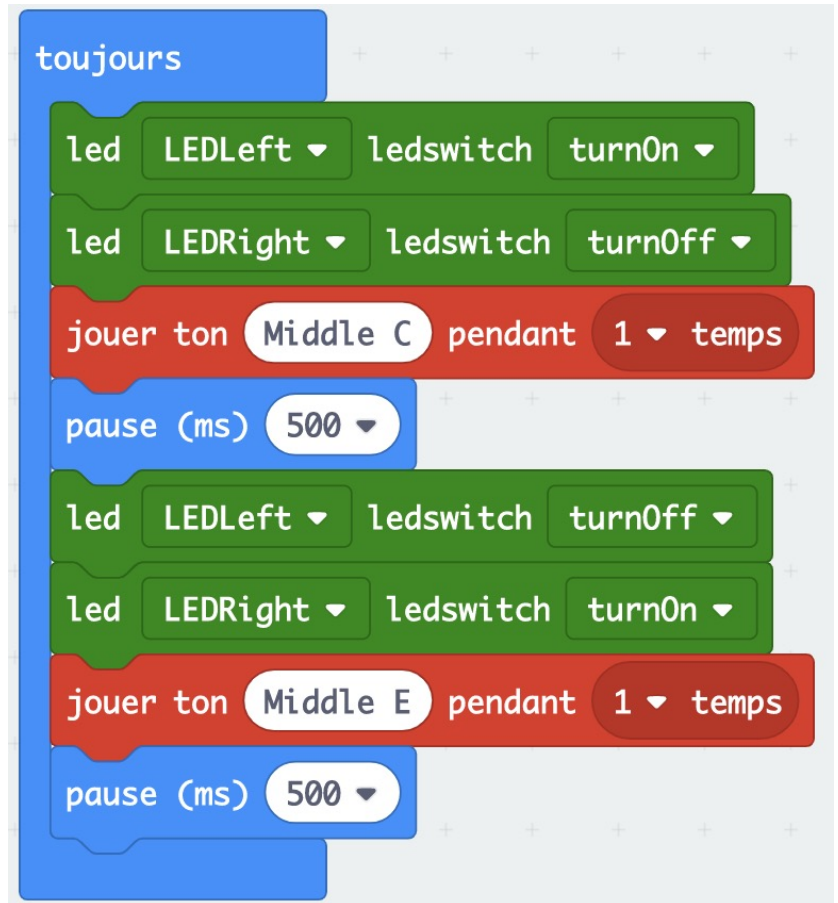 toujours
led LEDLeft ledswitch turnOn
led LEDRight ledswitch turnOff
jouer ton Middle C pendant 1 temps
pause (ms) 500
led LEDLeft ledswitch turnOff
led LEDRight ledswitch turnOn
jouer ton Middle E pendant 1 temps
pause (ms) 500